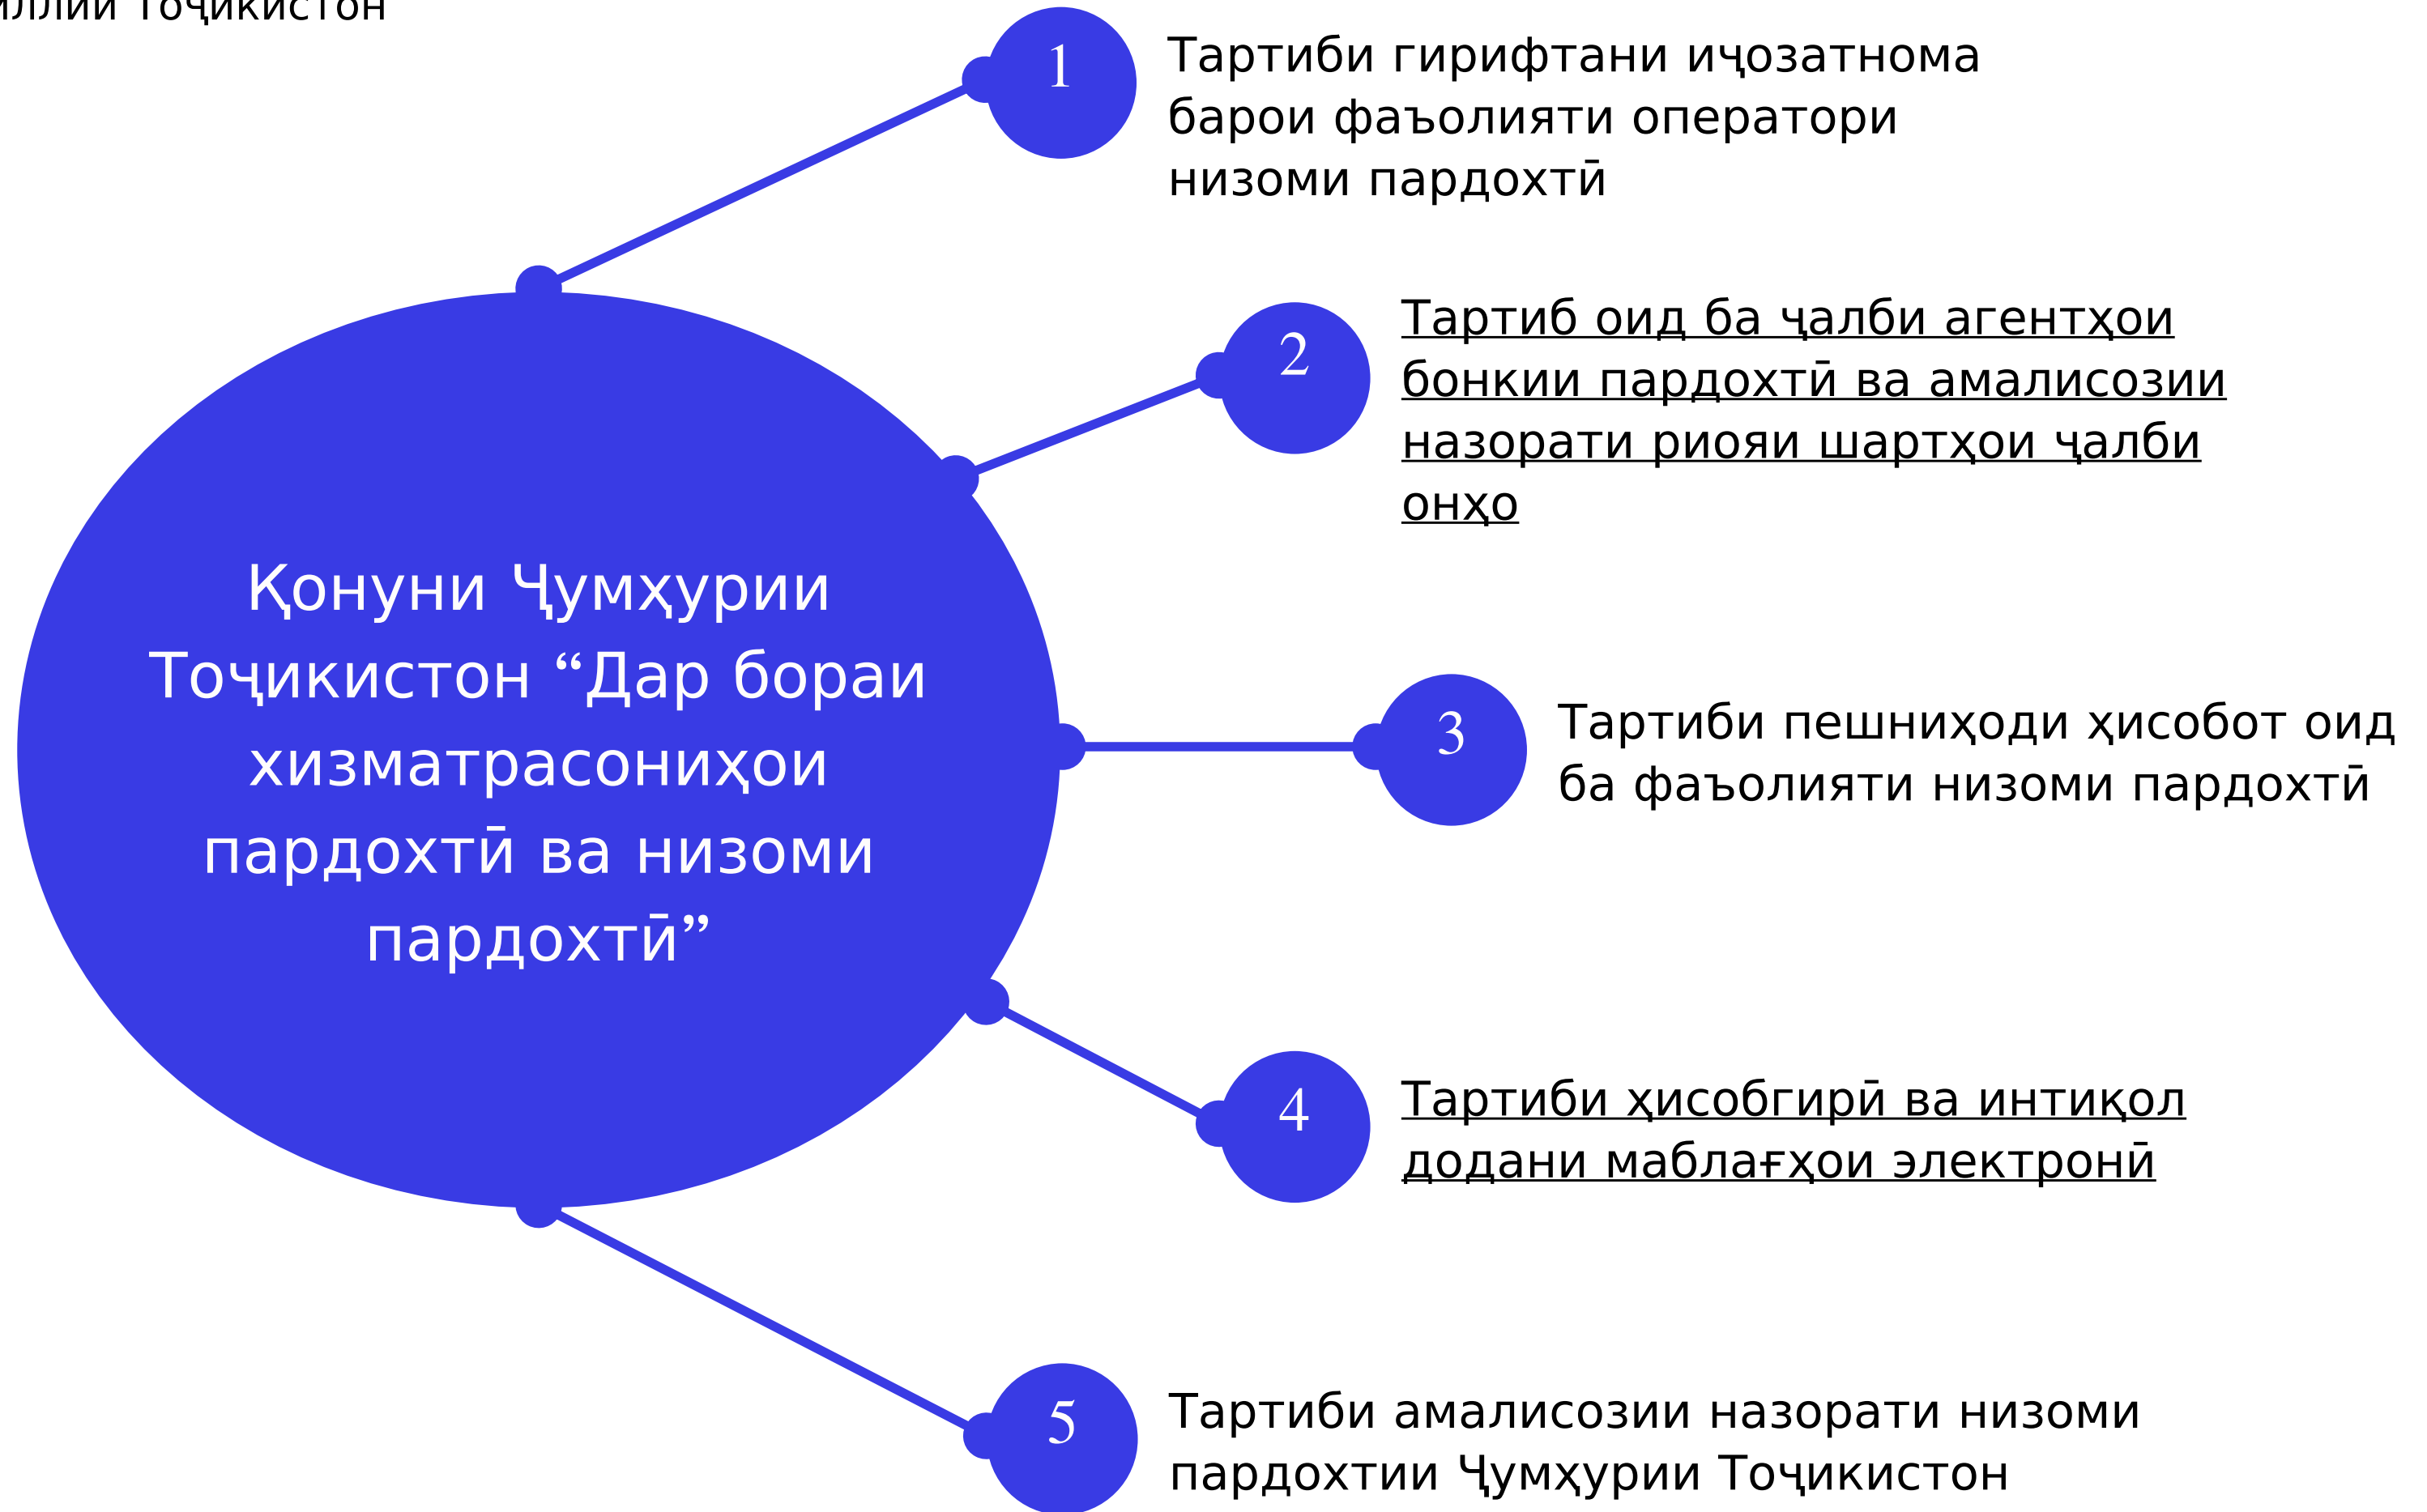 Тоҷикистон
1
Тартиби гирифтани иҷозатнома
барои фаъолияти оператори
низоми пардохтӣ
2
Тартиб оид ба ҷалби агентҳои
бонкии пардохтӣ ва амалисозии
назорати риояи шартҳои ҷалби
онҳо
Қонуни Ҷумҳурии
Тоҷикистон “Дар бораи
хизматрасониҳои
пардохтӣ ва низоми
пардохтӣ”
3
Тартиби пешниҳоди ҳисобот оид
ба фаъолияти низоми пардохтӣ
4
Тартиби ҳисобгирӣ ва интиқол
додани маблағҳои электронӣ
5
Тартиби амалисозии назорати низоми
пардохтии Ҷумҳурии Тоҷикистон